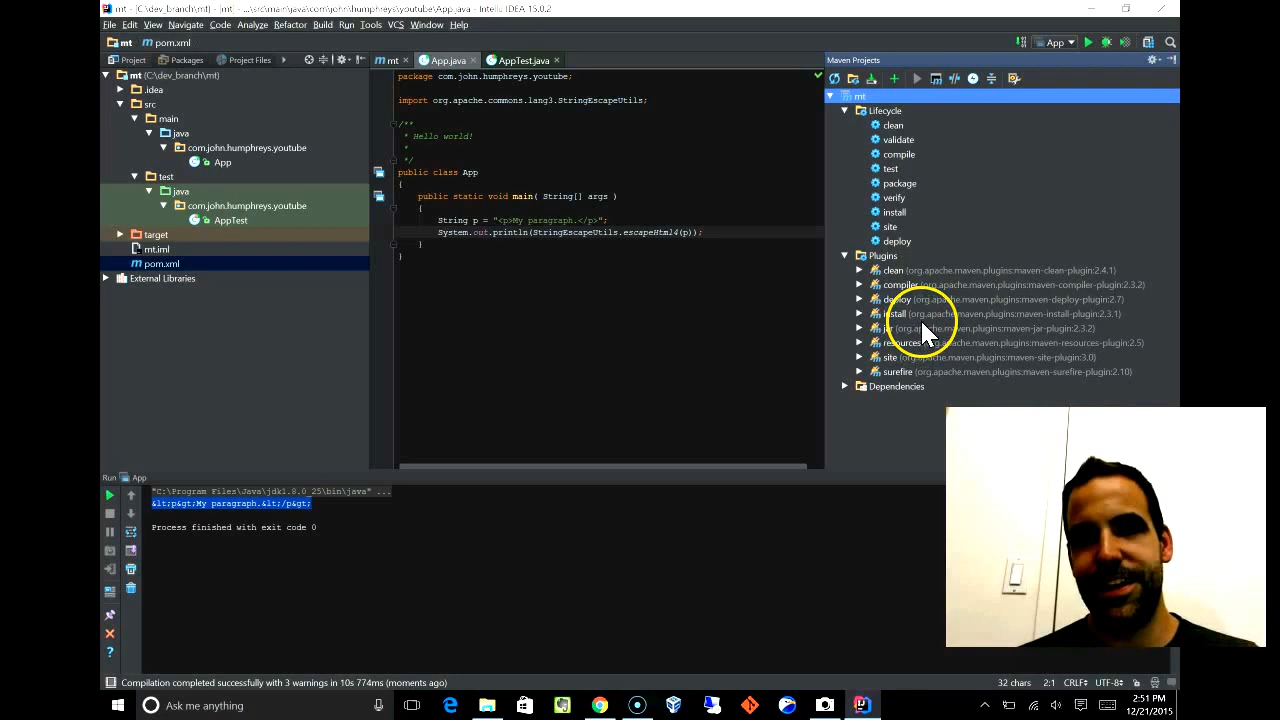 mt - [C:\dev_branch\mt] - [mt] - ...\src\main\java\com\john\humphreys\youtube\App.java - IntelliJ IDEA 15.0.2
File Edit View Navigate Code Analyze Refactor Build Run Tools VCS Window Help
mt pom.xml App
Project Packages Project Files
mt App.java AppTest.java
Maven Projects
mt (C:\dev_branch\mt)
.idea
src
main
java
com.john.humphreys.youtube
App
test
java
com.john.humphreys.youtube
AppTest
target
mt.iml
pom.xml
External Libraries
package com.john.humphreys.youtube;
import org.apache.commons.lang3.StringEscapeUtils;
/**
* Hello world!
*
*/
public class App
{
public static void main( String[] args )
{
String p = "<p>My paragraph.</p>";
System.out.println(StringEscapeUtils.escapeHtml4(p));
}
}
mt
Lifecycle
clean
validate
compile
test
package
verify
install
site
deploy
Plugins
clean (org.apache.maven.plugins:maven-clean-plugin:2.4.1)
compiler (org.apache.maven.plugins:maven-compiler-plugin:2.3.2)
deploy (org.apache.maven.plugins:maven-deploy-plugin:2.7)
install (org.apache.maven.plugins:maven-install-plugin:2.3.1)
jar (org.apache.maven.plugins:maven-jar-plugin:2.3.2)
resources (org.apache.maven.plugins:maven-resources-plugin:2.5)
site (org.apache.maven.plugins:maven-site-plugin:3.0)
surefire (org.apache.maven.plugins:maven-surefire-plugin:2.10)
Dependencies
Run App
"C:\Program Files\Java\jdk1.8.0_25\bin\java" ...
&lt;p&gt;My paragraph.&lt;/p&gt;
Process finished with exit code 0
Compilation completed successfully with 3 warnings in 10s 774ms (moments ago)
32 chars 2:1 CRLF÷ UTF-8÷
Ask me anything
2:51 PM
12/21/2015